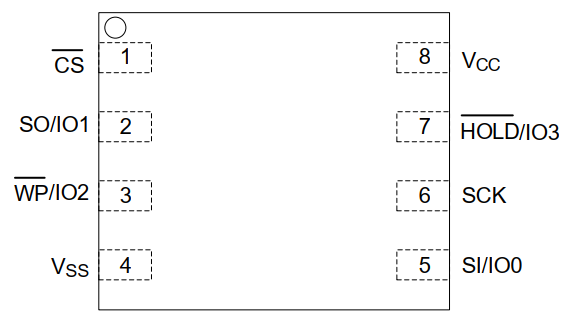 CS 1 8 VCC
SO/IO1 2 7 HOLD/IO3
WP/IO2 3 6 SCK
VSS 4 5 SI/IO0